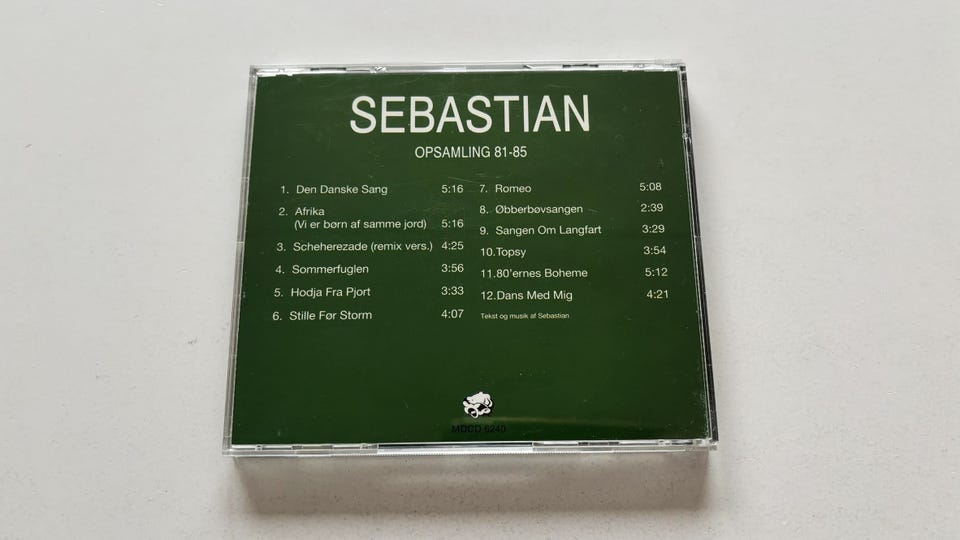 SEBASTIAN
OPSAMLING 81-85
1. Den Danske Sang 5:16
2. Afrika
(Vi er børn af samme jord) 5:16
3. Scheherezade (remix vers.) 4:25
4. Sommerfuglen 3:56
5. Hodja Fra Pjort 3:33
6. Stille Før Storm 4:07
7. Romeo 5:08
8. Øbberbøvsangen 2:39
9. Sangen Om Langfart 3:29
10.Topsy 3:54
11.80'ernes Boheme 5:12
12.Dans Med Mig 4:21
Tekst og musik af Sebastian
MDCD 6240